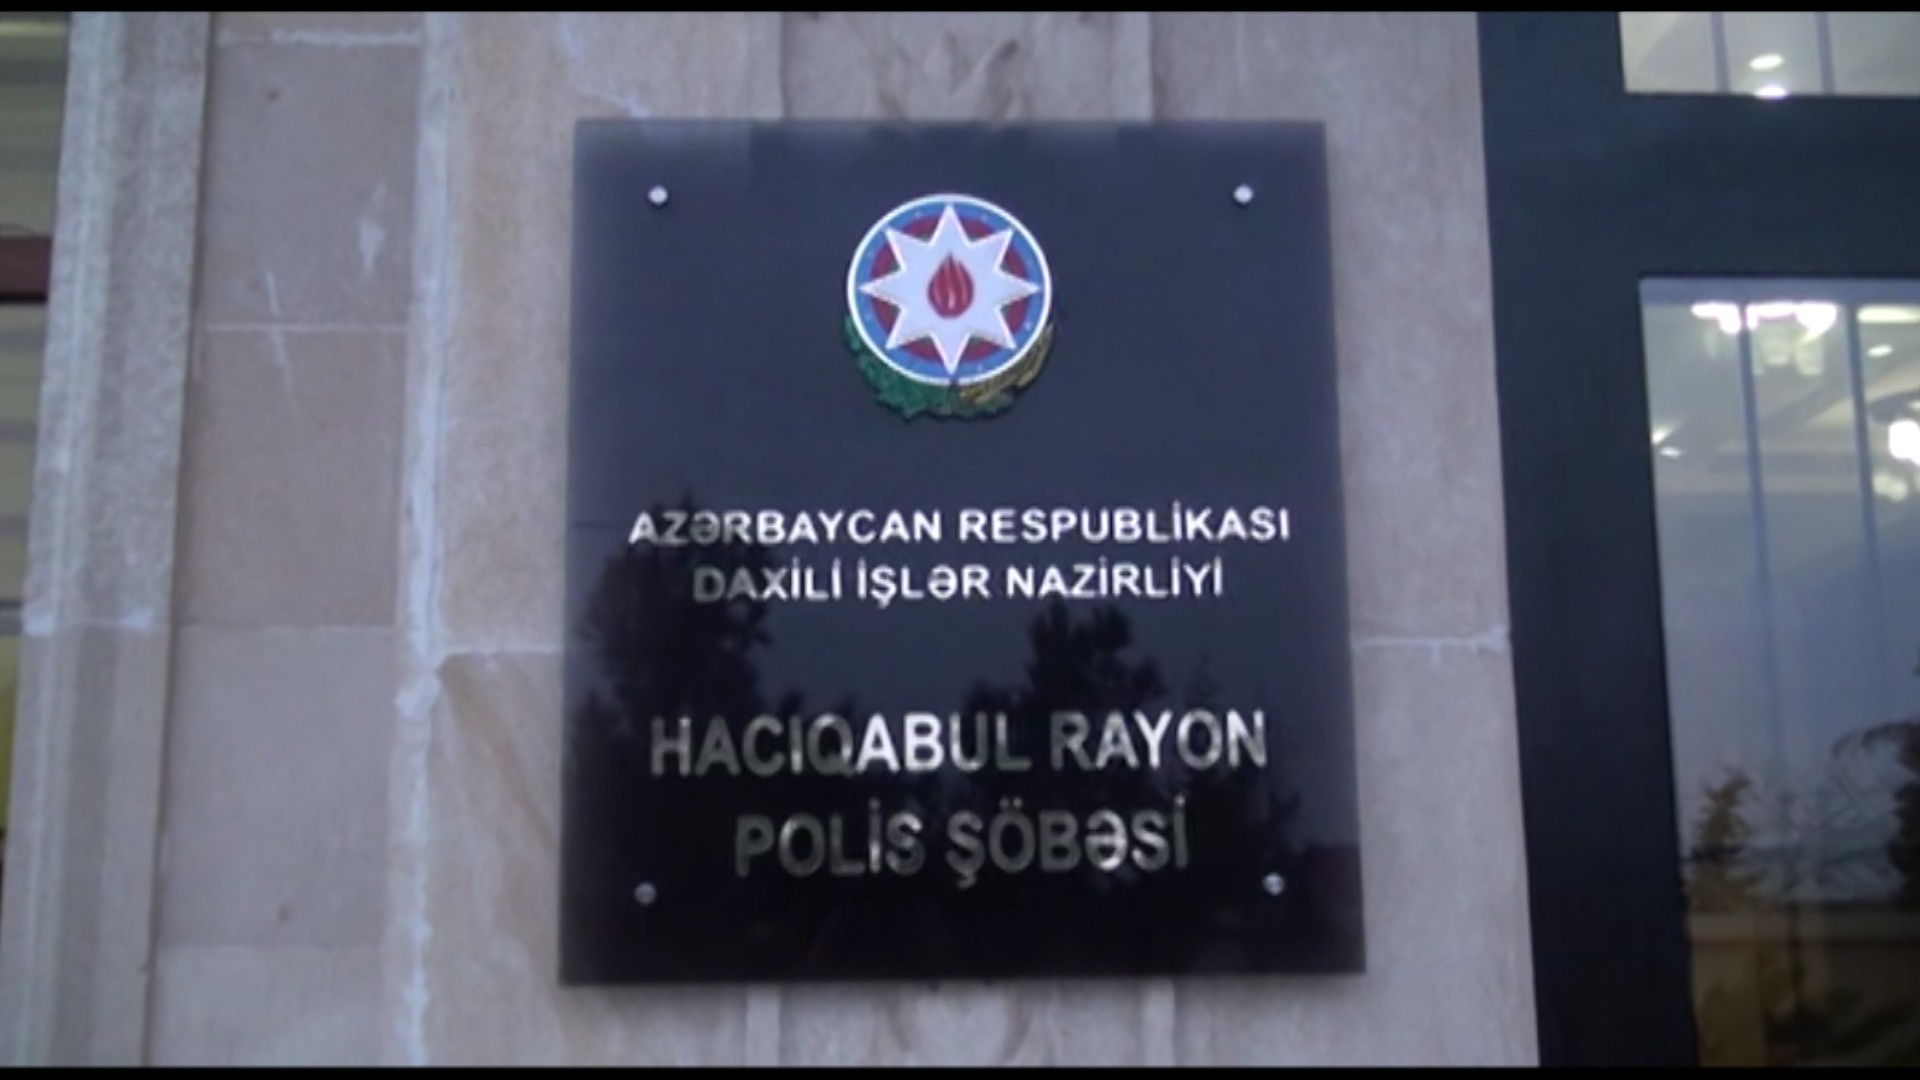 AZƏRBAYCAN RESPUBLİKASI
DAXİLİ İŞLƏR NAZİRLİYİ
HACIQABUL RAYON
POLİS ŞÖBƏSİ